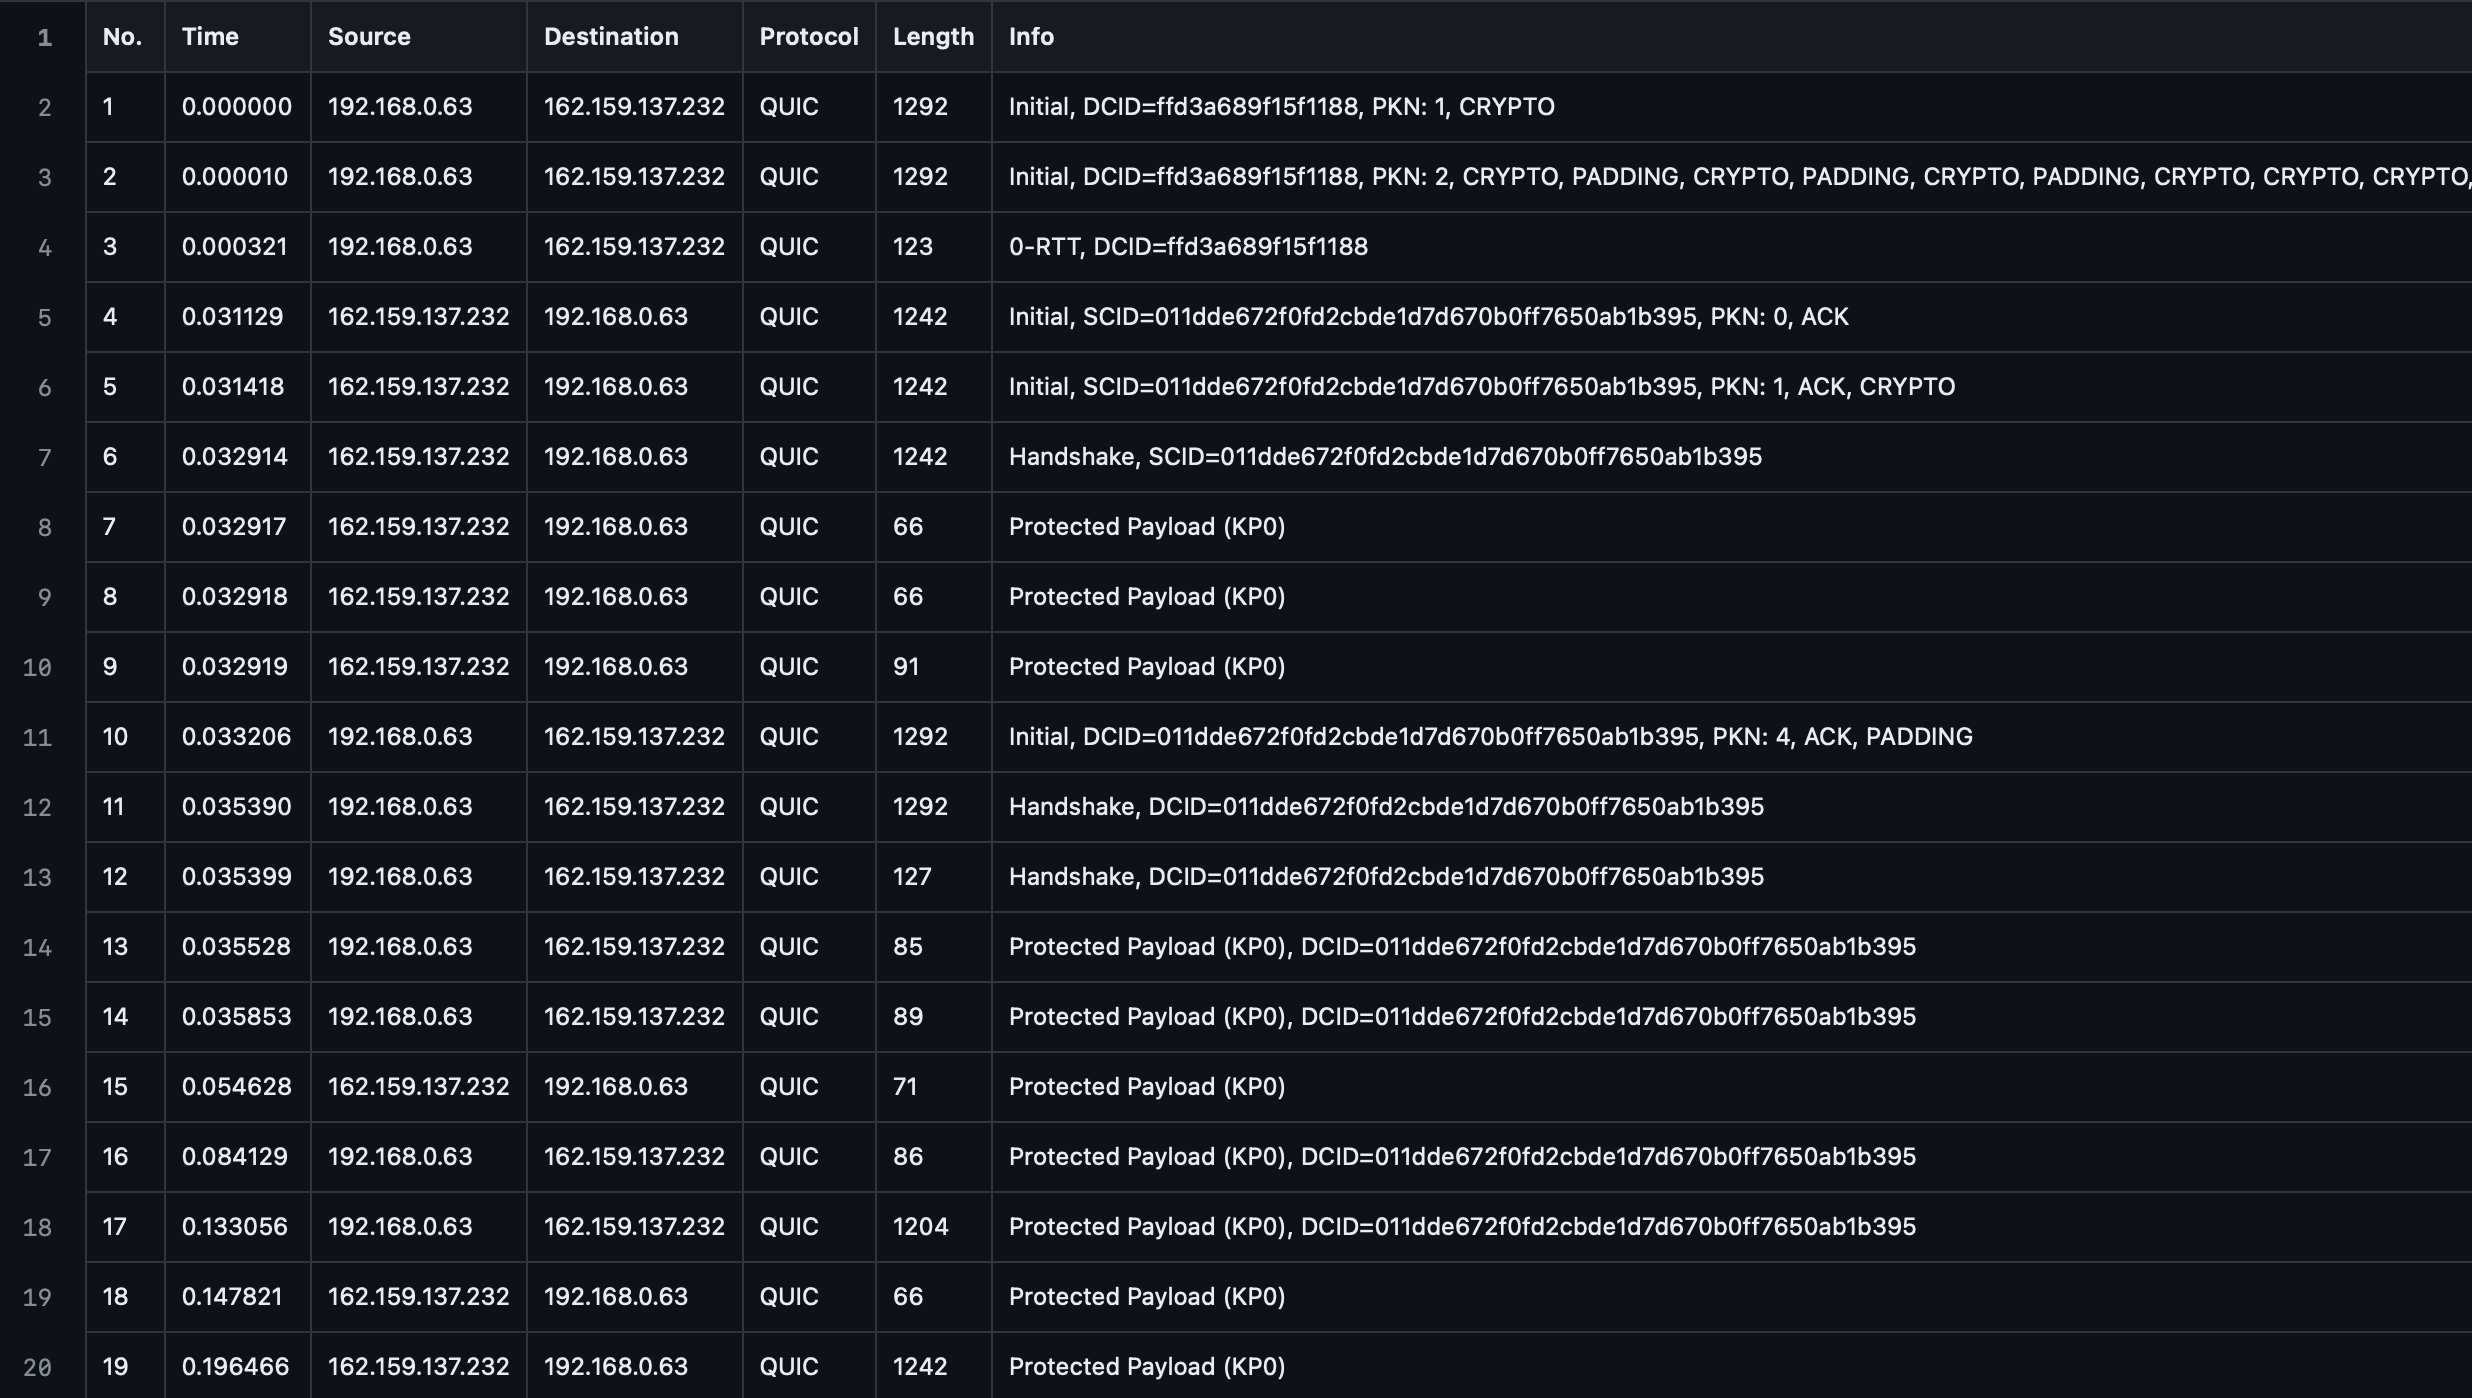 1 No. Time Source Destination Protocol Length Info
2 1 0.000000 192.168.0.63 162.159.137.232 QUIC 1292 Initial, DCID=ffd3a689f15f1188, PKN: 1, CRYPTO
3 2 0.000010 192.168.0.63 162.159.137.232 QUIC 1292 Initial, DCID=ffd3a689f15f1188, PKN: 2, CRYPTO, PADDING, CRYPTO, PADDING, CRYPTO, PADDING, CRYPTO, CRYPTO, CRYPTO,
4 3 0.000321 192.168.0.63 162.159.137.232 QUIC 123 0-RTT, DCID=ffd3a689f15f1188
5 4 0.031129 162.159.137.232 192.168.0.63 QUIC 1242 Initial, SCID=011dde672f0fd2cbde1d7d670b0ff7650ab1b395, PKN: 0, ACK
6 5 0.031418 162.159.137.232 192.168.0.63 QUIC 1242 Initial, SCID=011dde672f0fd2cbde1d7d670b0ff7650ab1b395, PKN: 1, ACK, CRYPTO
7 6 0.032914 162.159.137.232 192.168.0.63 QUIC 1242 Handshake, SCID=011dde672f0fd2cbde1d7d670b0ff7650ab1b395
8 7 0.032917 162.159.137.232 192.168.0.63 QUIC 66 Protected Payload (KP0)
9 8 0.032918 162.159.137.232 192.168.0.63 QUIC 66 Protected Payload (KP0)
10 9 0.032919 162.159.137.232 192.168.0.63 QUIC 91 Protected Payload (KP0)
11 10 0.033206 192.168.0.63 162.159.137.232 QUIC 1292 Initial, DCID=011dde672f0fd2cbde1d7d670b0ff7650ab1b395, PKN: 4, ACK, PADDING
12 11 0.035390 192.168.0.63 162.159.137.232 QUIC 1292 Handshake, DCID=011dde672f0fd2cbde1d7d670b0ff7650ab1b395
13 12 0.035399 192.168.0.63 162.159.137.232 QUIC 127 Handshake, DCID=011dde672f0fd2cbde1d7d670b0ff7650ab1b395
14 13 0.035528 192.168.0.63 162.159.137.232 QUIC 85 Protected Payload (KP0), DCID=011dde672f0fd2cbde1d7d670b0ff7650ab1b395
15 14 0.035853 192.168.0.63 162.159.137.232 QUIC 89 Protected Payload (KP0), DCID=011dde672f0fd2cbde1d7d670b0ff7650ab1b395
16 15 0.054628 162.159.137.232 192.168.0.63 QUIC 71 Protected Payload (KP0)
17 16 0.084129 192.168.0.63 162.159.137.232 QUIC 86 Protected Payload (KP0), DCID=011dde672f0fd2cbde1d7d670b0ff7650ab1b395
18 17 0.133056 192.168.0.63 162.159.137.232 QUIC 1204 Protected Payload (KP0), DCID=011dde672f0fd2cbde1d7d670b0ff7650ab1b395
19 18 0.147821 162.159.137.232 192.168.0.63 QUIC 66 Protected Payload (KP0)
20 19 0.196466 162.159.137.232 192.168.0.63 QUIC 1242 Protected Payload (KP0)